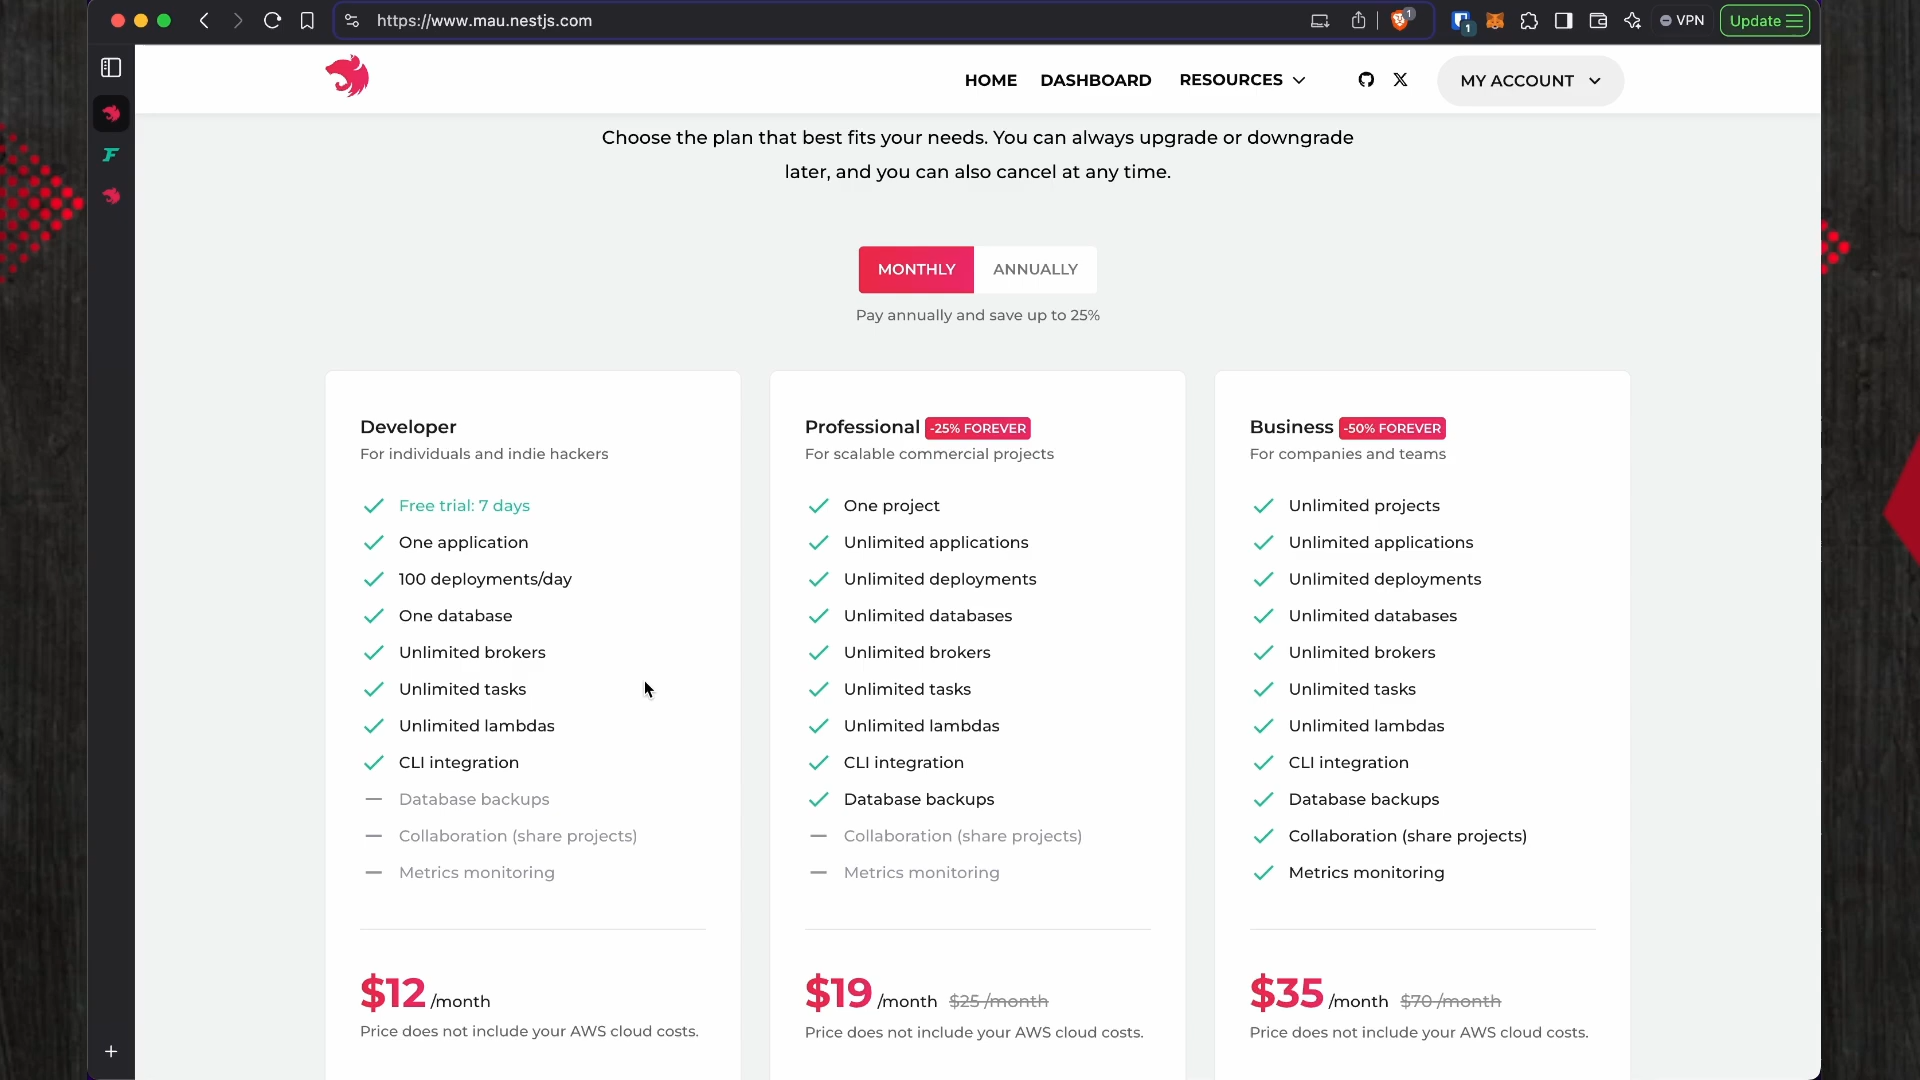 https://www.mau.nestjs.com
1
1
VPN
Update
HOME
DASHBOARD
RESOURCES
MY ACCOUNT
Choose the plan that best fits your needs. You can always upgrade or downgrade
later, and you can also cancel at any time.
MONTHLY
ANNUALLY
Pay annually and save up to 25%
Developer
For individuals and indie hackers
Free trial: 7 days
One application
100 deployments/day
One database
Unlimited brokers
Unlimited tasks
Unlimited lambdas
CLI integration
Database backups
Collaboration (share projects)
Metrics monitoring
$12 /month
Price does not include your AWS cloud costs.
Professional -25% FOREVER
For scalable commercial projects
One project
Unlimited applications
Unlimited deployments
Unlimited databases
Unlimited brokers
Unlimited tasks
Unlimited lambdas
CLI integration
Database backups
Collaboration (share projects)
Metrics monitoring
$19 /month $25 /month
Price does not include your AWS cloud costs.
Business -50% FOREVER
For companies and teams
Unlimited projects
Unlimited applications
Unlimited deployments
Unlimited databases
Unlimited brokers
Unlimited tasks
Unlimited lambdas
CLI integration
Database backups
Collaboration (share projects)
Metrics monitoring
$35 /month $70 /month
Price does not include your AWS cloud costs.